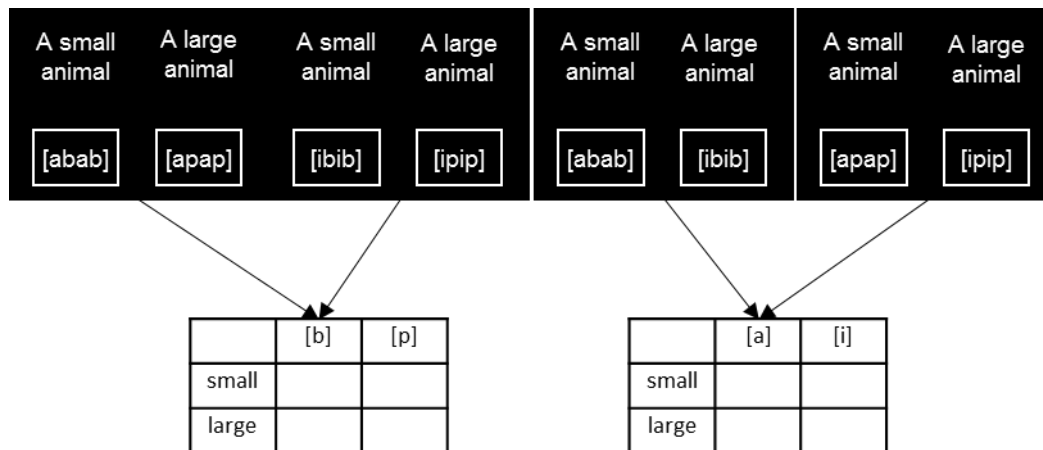 A small animal
A large animal
A small animal
A large animal
A small animal
A large animal
A small animal
A large animal
[abab] [apap] [ibib] [ipip] [abab] [ibib] [apap] [ipip]
[b] [p]
small
large
[a] [i]
small
large